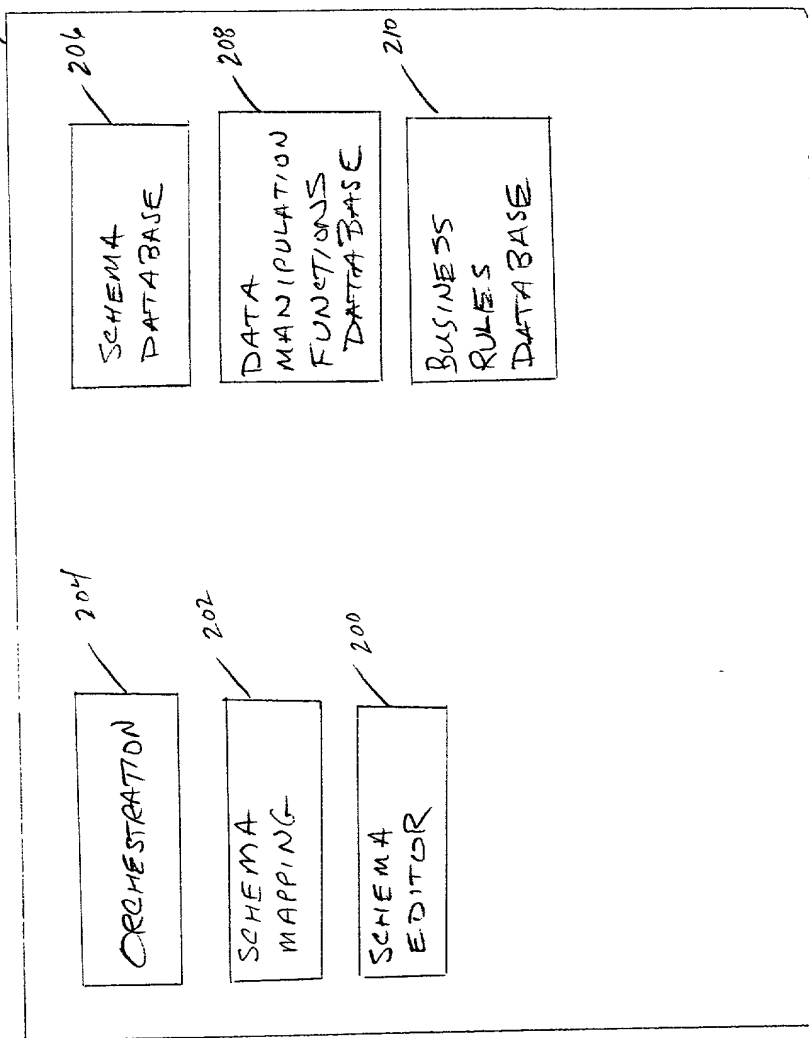 204
ORCHESTRATION
202
SCHEMA
MAPPING
200
SCHEMA
EDITOR
206
SCHEMA
DATABASE
208
DATA
MANIPULATION
FUNCTIONS
DATABASE
210
BUSINESS
RULES
DATABASE